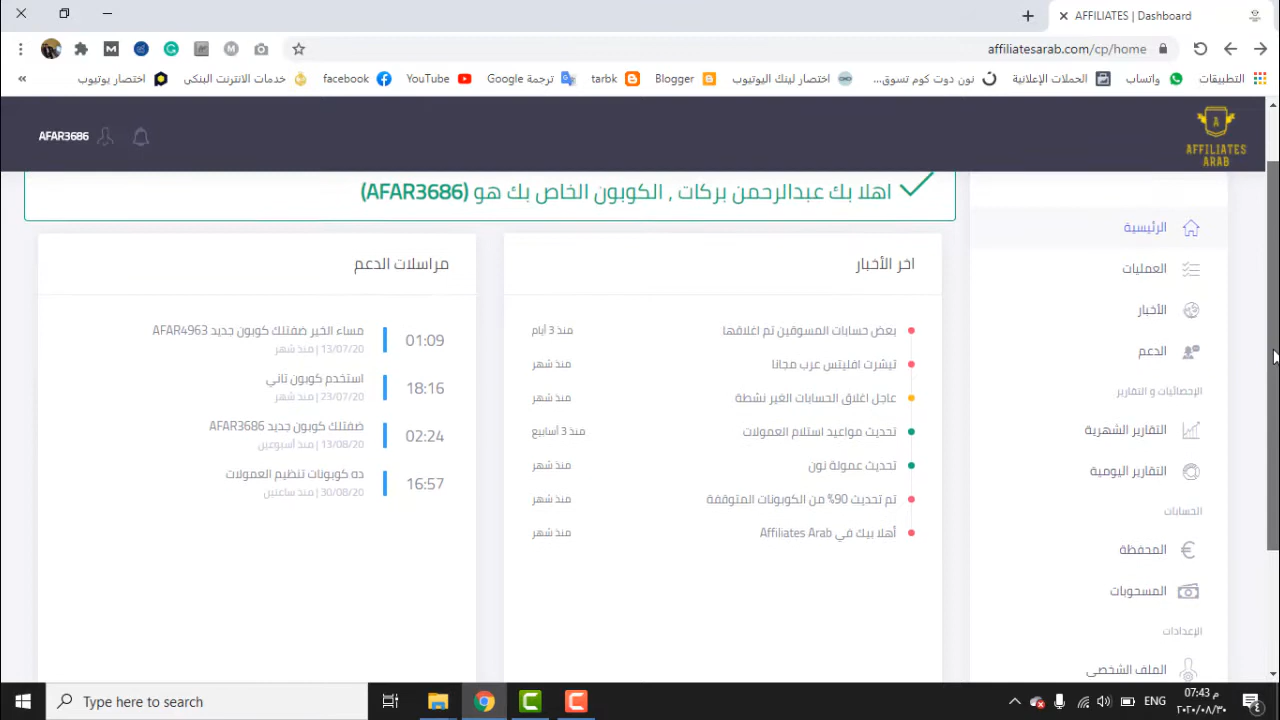 AFFILIATES | Dashboard
affiliatesarab.com/cp/home
التطبيقات
واتساب
الحملات الإعلانية
نون دوت كوم تسوق...
اختصار لينك اليوتيوب
Blogger
tarbk
ترجمة Google
YouTube
facebook
خدمات الانترنت البنكي
اختصار يوتيوب
AFFILIATES
ARAB
AFAR3686
اهلا بك عبدالرحمن بركات , الكوبون الخاص بك هو (AFAR3686)
الرئيسية
العمليات
الأخبار
الدعم
الإحصائيات و التقارير
التقارير الشهرية
التقارير اليومية
الحسابات
المحفظة
المسحوبات
الإعدادات
الملف الشخصي
اخر الأخبار
بعض حسابات المسوقين تم اغلاقها منذ 3 أيام
تيشرت افليتس عرب مجانا منذ شهر
عاجل اغلاق الحسابات الغير نشطة منذ شهر
تحديث مواعيد استلام العمولات منذ 3 أسابيع
تحديث عمولة نون منذ شهر
تم تحديث 90% من الكوبونات المتوقفة منذ شهر
أهلا بيك في Affiliates Arab منذ شهر
مراسلات الدعم
01:09 مساء الخير ضفتلك كوبون جديد AFAR4963
13/07/20 | منذ شهر
18:16 استخدم كوبون تاني
23/07/20 | منذ شهر
02:24 ضفتلك كوبون جديد AFAR3686
13/08/20 | منذ أسبوعين
16:57 ده كوبونات تنظيم العمولات
30/08/20 | منذ ساعتين
Type here to search
ENG
07:43 م
٢٠٢٠/٠٨/٣٠